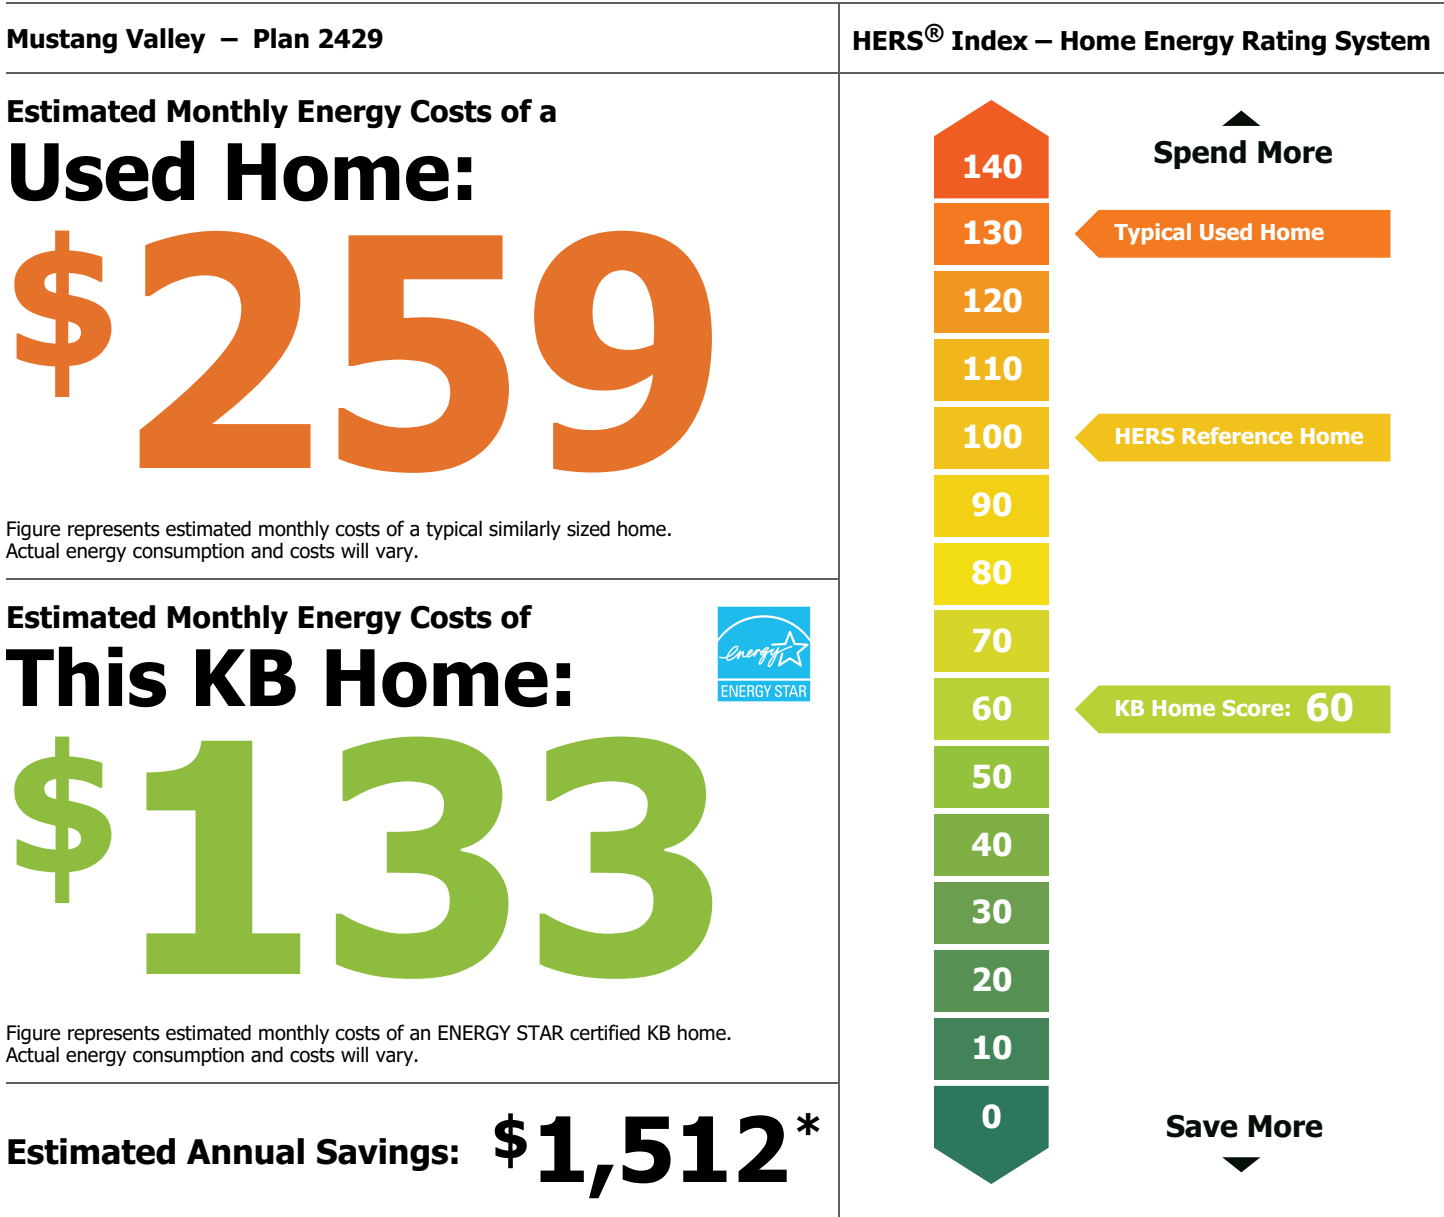 Mustang Valley – Plan 2429
Estimated Monthly Energy Costs of a
Used Home:
$259
Figure represents estimated monthly costs of a typical similarly sized home.
Actual energy consumption and costs will vary.
Estimated Monthly Energy Costs of
This KB Home:
energy
ENERGY STAR
$133
Figure represents estimated monthly costs of an ENERGY STAR certified KB home.
Actual energy consumption and costs will vary.
Estimated Annual Savings: $1,512*
HERS® Index – Home Energy Rating System
Spend More
140
130 Typical Used Home
120
110
100 HERS Reference Home
90
80
70
60 KB Home Score: 60
50
40
30
20
10
0
Save More